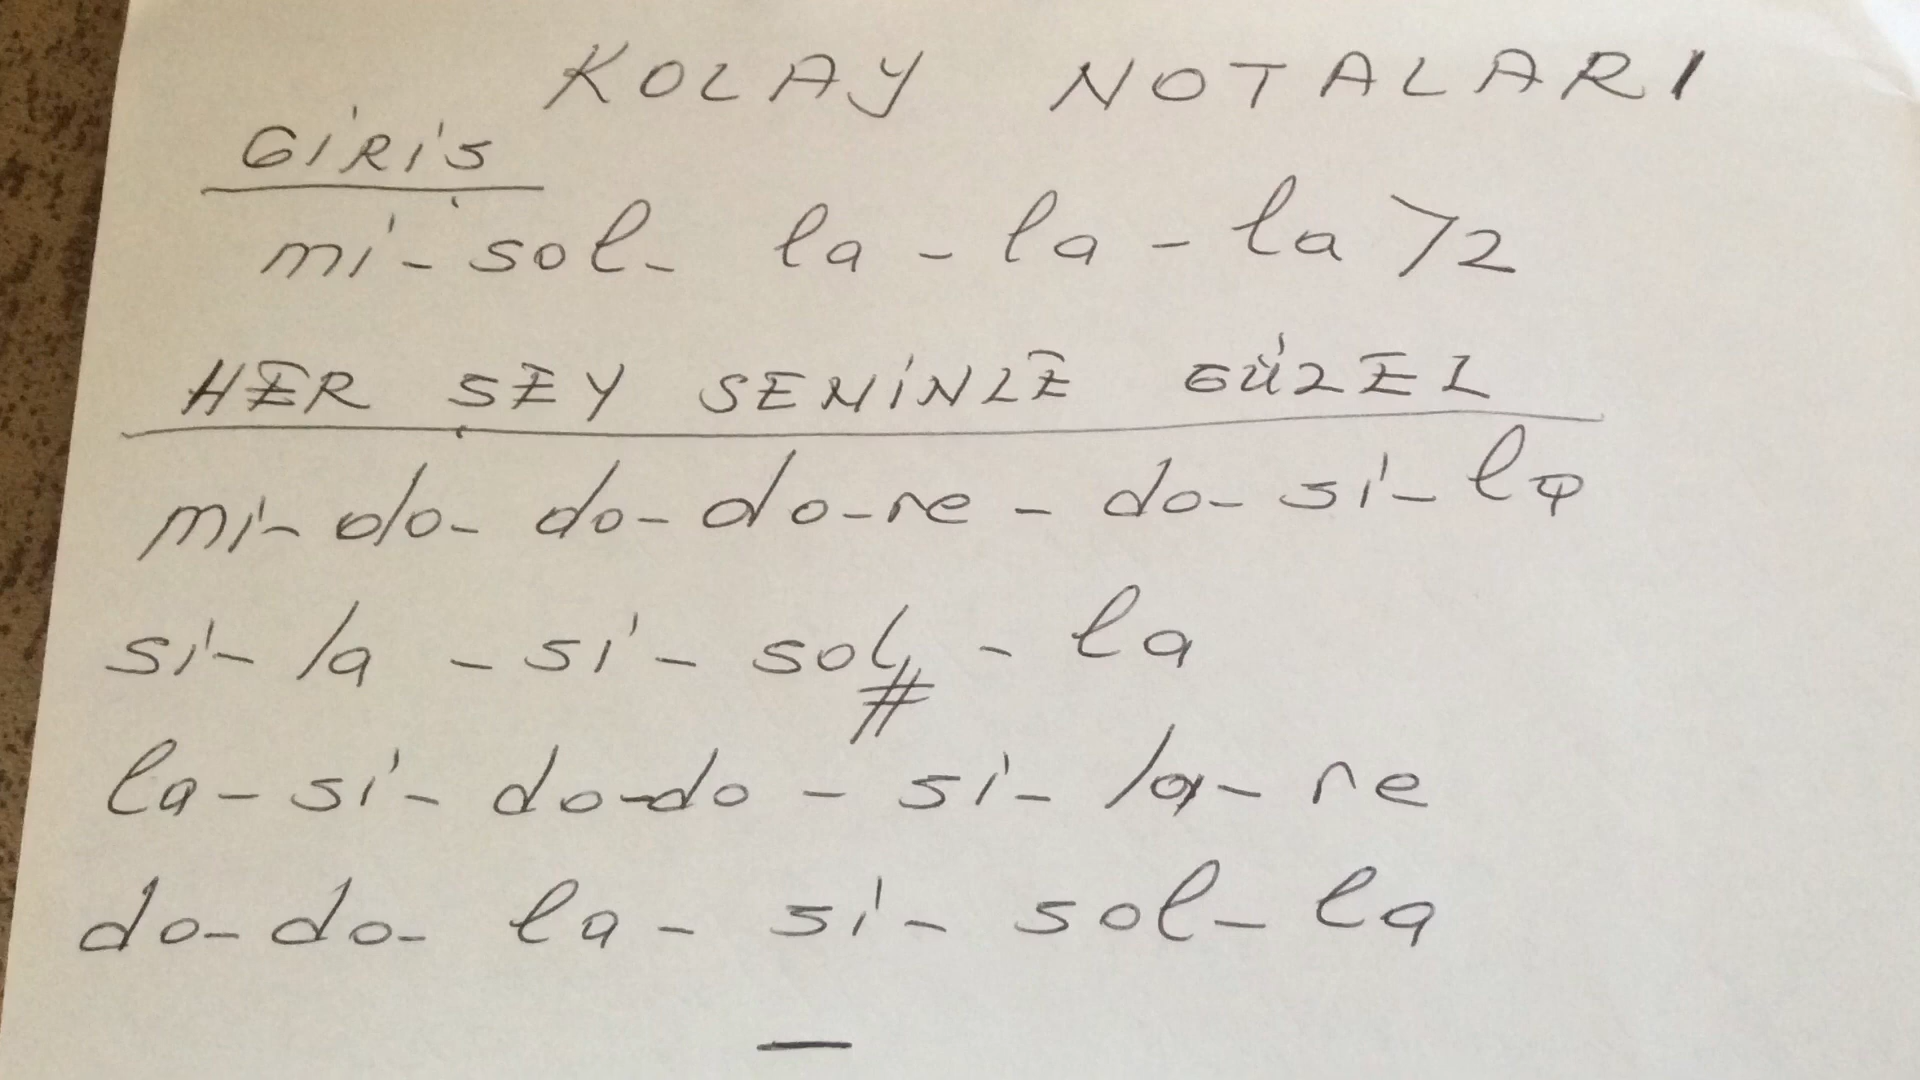 KOLAY NOTALARI
GİRİŞ
mi - sol - la - la - la >2
HER ŞEY SENİNLE GÜZEL
mi - do - do - do - re - do - si - la
si - la - si - sol# - la
la - si - do - do - si - la - re
do - do - la - si - sol - la